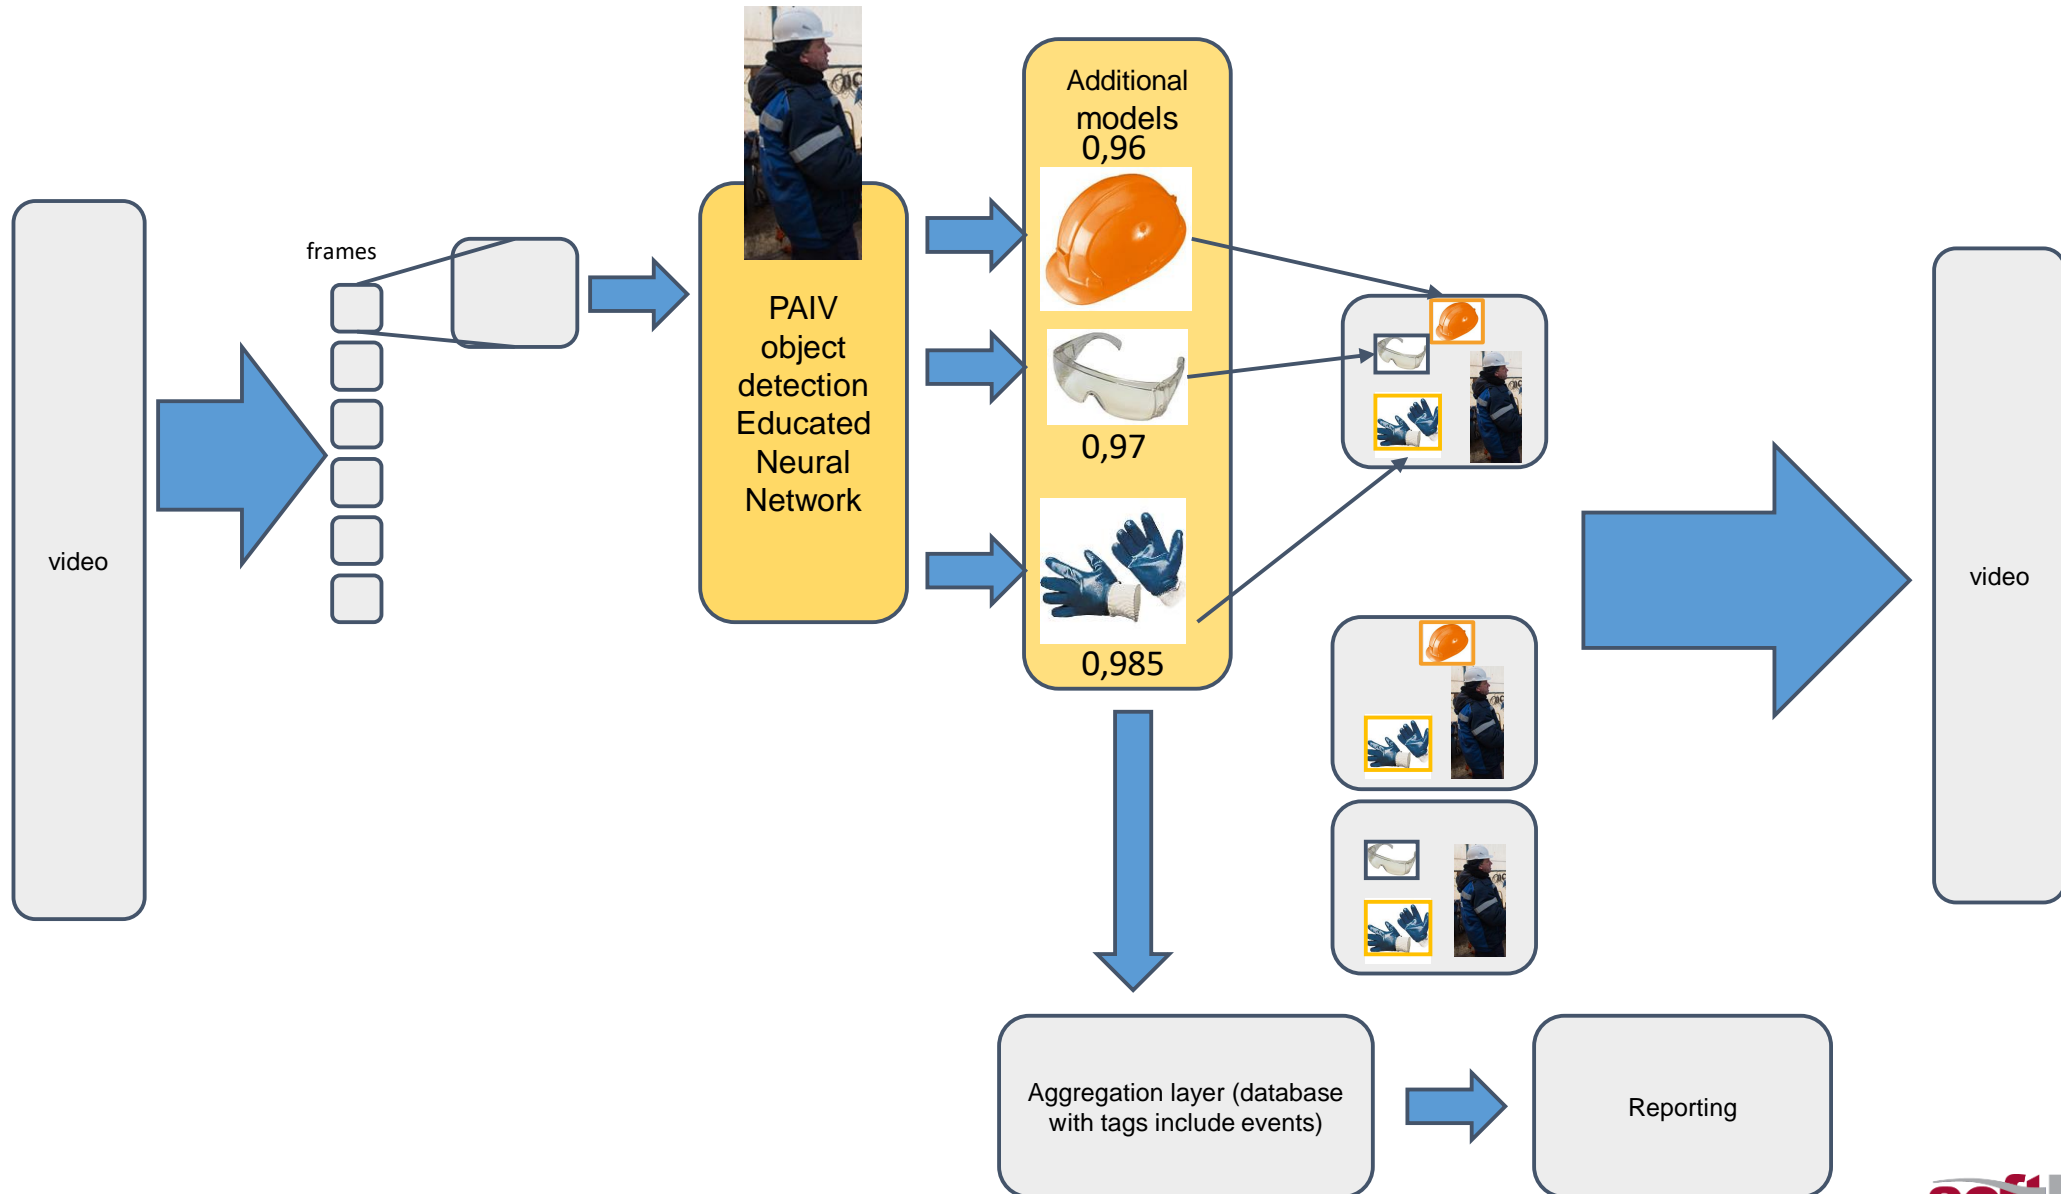 video
frames
PAIV
object
detection
Educated
Neural
Network
Additional
models
0,96
0,97
0,985
video
Aggregation layer (database
with tags include events)
Reporting